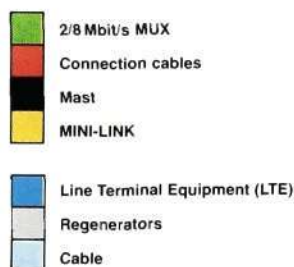 2/8 Mbit/s MUX
Connection cables
Mast
MINI-LINK
Line Terminal Equipment (LTE)
Regenerators
Cable